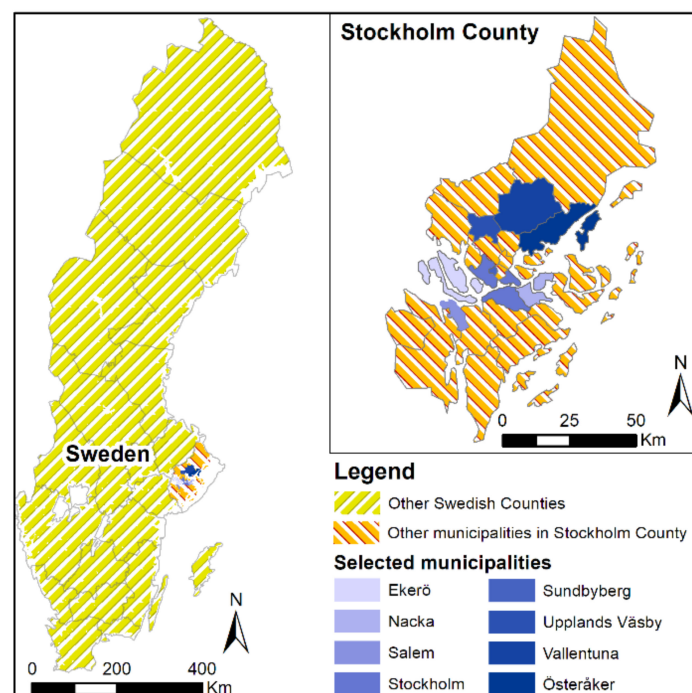 Stockholm County
Sweden
N
0 200 400
Km
N
0 25 50
Km
Legend
Other Swedish Counties
Other municipalities in Stockholm County
Selected municipalities
Ekerö
Nacka
Salem
Stockholm
Sundbyberg
Upplands Väsby
Vallentuna
Österåker